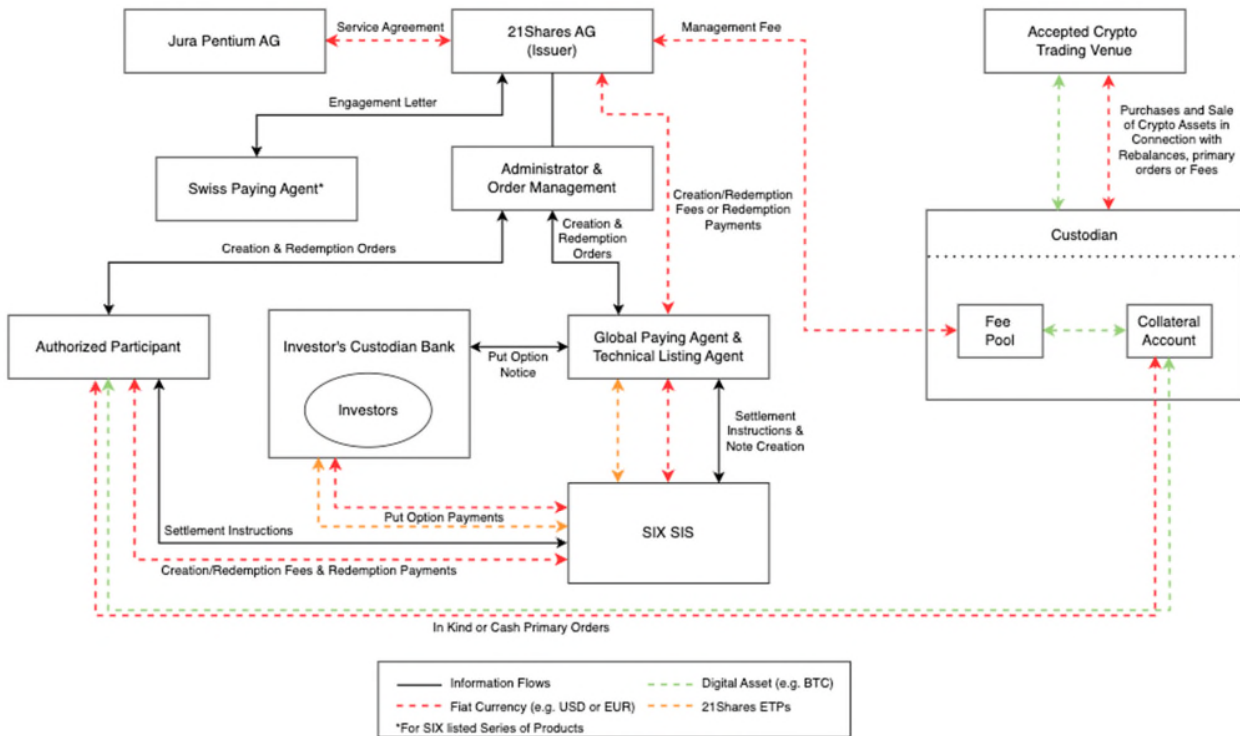 Jura Pentium AG
Service Agreement
21Shares AG
(Issuer)
Management Fee
Accepted Crypto
Trading Venue
Engagement Letter
Purchases and Sale
of Crypto Assets in
Connection with
Rebalances, primary
orders or Fees
Swiss Paying Agent*
Administrator &
Order Management
Creation/Redemption
Fees or Redemption
Payments
Creation & Redemption Orders
Creation &
Redemption
Orders
Custodian
Authorized Participant
Investor's Custodian Bank
Investors
Put Option
Notice
Global Paying Agent &
Technical Listing Agent
Fee
Pool
Collateral
Account
Settlement
Instructions &
Note Creation
Put Option Payments
Settlement Instructions
SIX SIS
Creation/Redemption Fees & Redemption Payments
In Kind or Cash Primary Orders
Information Flows
Digital Asset (e.g. BTC)
Fiat Currency (e.g. USD or EUR)
21Shares ETPs
*For SIX listed Series of Products